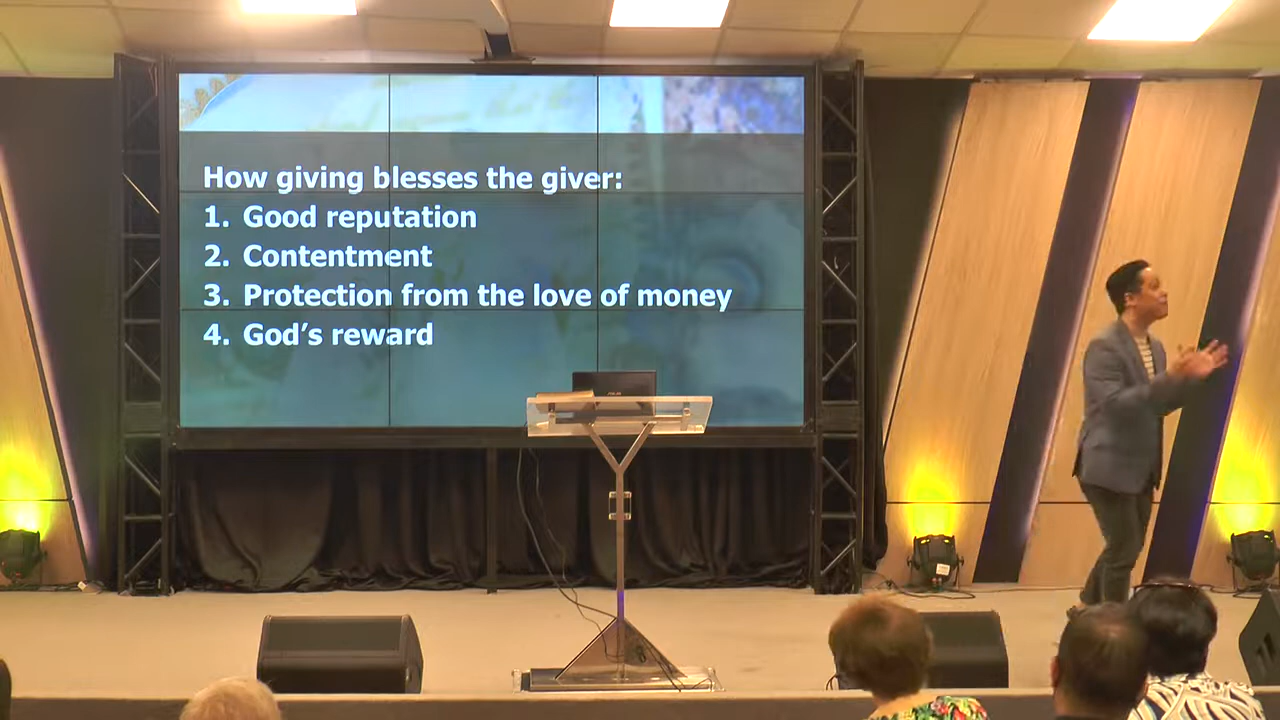 How giving blesses the giver:
1. Good reputation
2. Contentment
3. Protection from the love of money
4. God’s reward